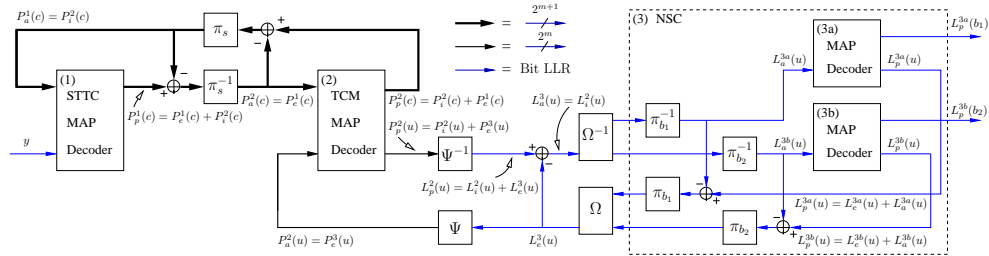 P_a^1(c)=P_i^2(c)
π_s
+
−
= 2^{m+1}
= 2^m
= Bit LLR
(1)
STTC
MAP
Decoder
y
−
+
P_p^1(c)=P_e^1(c)+P_i^2(c)
π_s^{-1}
P_a^2(c)=P_e^1(c)
(2)
TCM
MAP
Decoder
P_p^2(c)=P_i^2(c)+P_e^1(c)
P_p^2(u)=P_i^2(u)+P_e^3(u)
Ψ^{-1}
L_p^2(u)=L_i^2(u)+L_e^3(u)
+
−
L_a^3(u)=L_i^2(u)
Ω^{-1}
P_a^2(u)=P_e^3(u)
Ψ
L_e^3(u)
Ω
(3) NSC
π_{b_1}^{-1}
π_{b_2}^{-1}
L_a^{3a}(u)
(3a)
MAP
Decoder
L_p^{3a}(b_1)
L_p^{3a}(u)
L_a^{3b}(u)
(3b)
MAP
Decoder
L_p^{3b}(b_2)
L_p^{3b}(u)
π_{b_1}
−
+
L_p^{3a}(u)=L_e^{3a}(u)+L_a^{3a}(u)
π_{b_2}
−
+
L_p^{3b}(u)=L_e^{3b}(u)+L_a^{3b}(u)